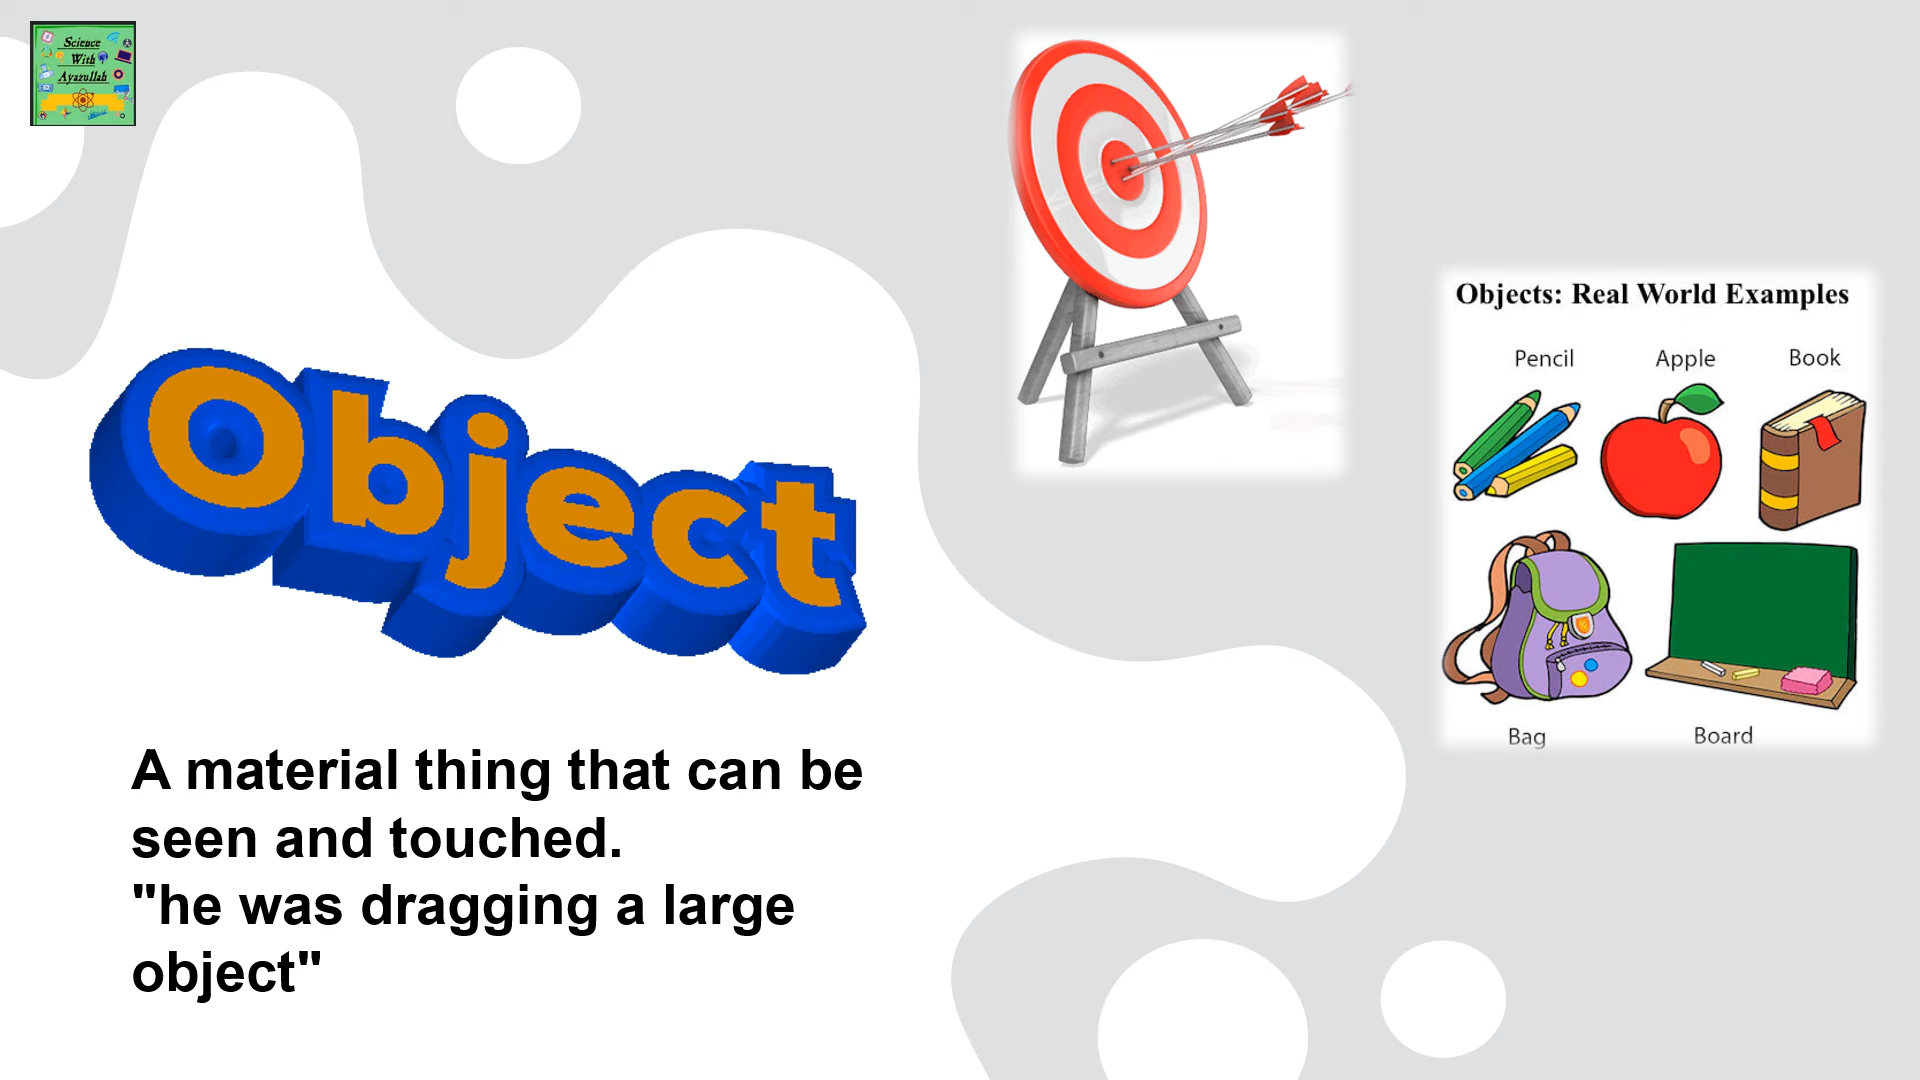 Science
With
Ayazullah
Object
A material thing that can be
seen and touched.
"he was dragging a large
object"
Objects: Real World Examples
Pencil Apple Book
Bag Board